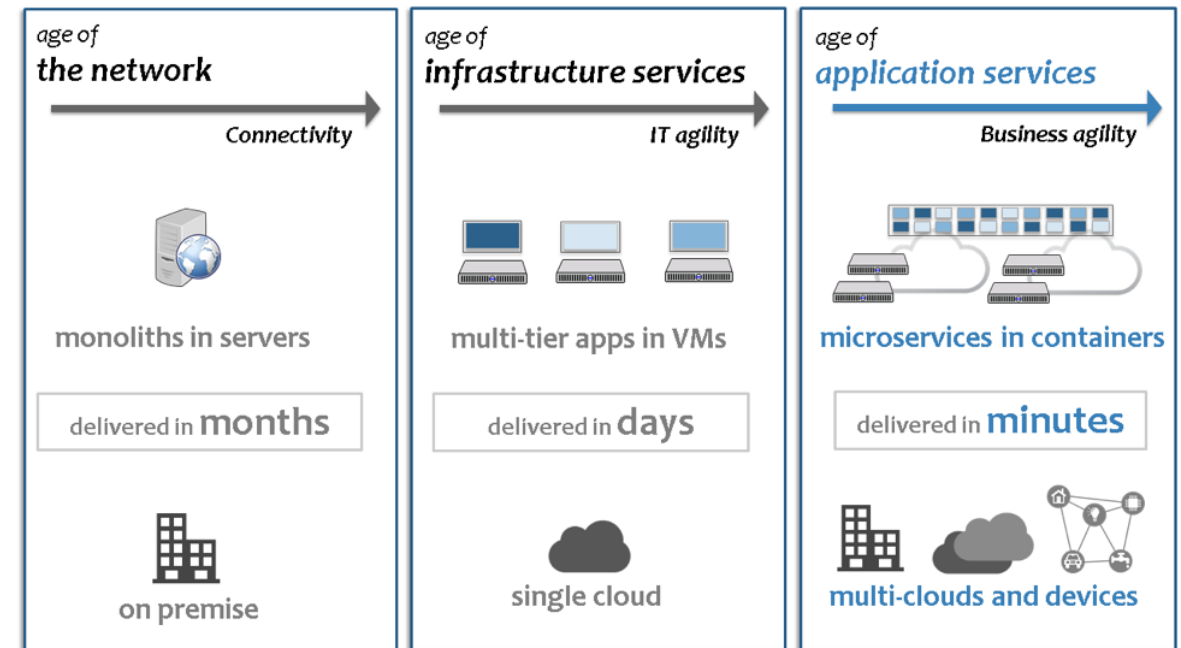 age of
the network
Connectivity
monoliths in servers
delivered in months
on premise
age of
infrastructure services
IT agility
multi-tier apps in VMs
delivered in days
single cloud
age of
application services
Business agility
microservices in containers
delivered in minutes
multi-clouds and devices